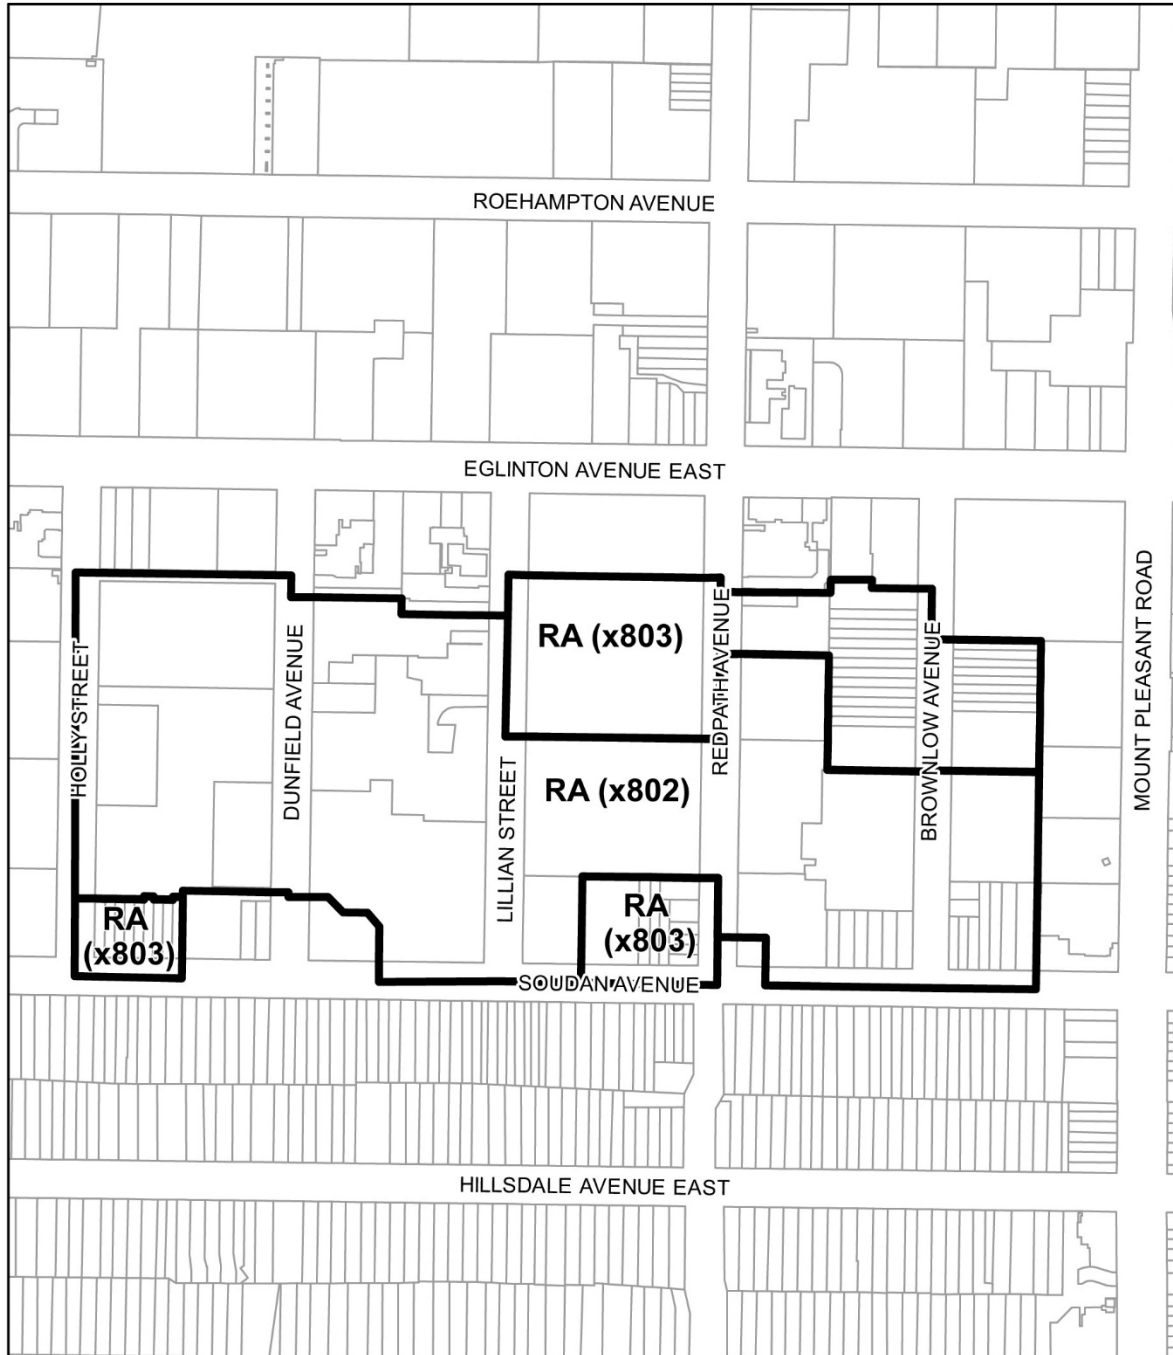 ROEHAMPTON AVENUE
EGLINTON AVENUE EAST
HOLLY STREET
DUNFIELD AVENUE
LILLIAN STREET
RA (x803)
RA (x802)
REDPATH AVENUE
BROWNLOW AVENUE
MOUNT PLEASANT ROAD
RA
(x803)
RA
(x803)
SOUDAN AVENUE
HILLSDALE AVENUE EAST